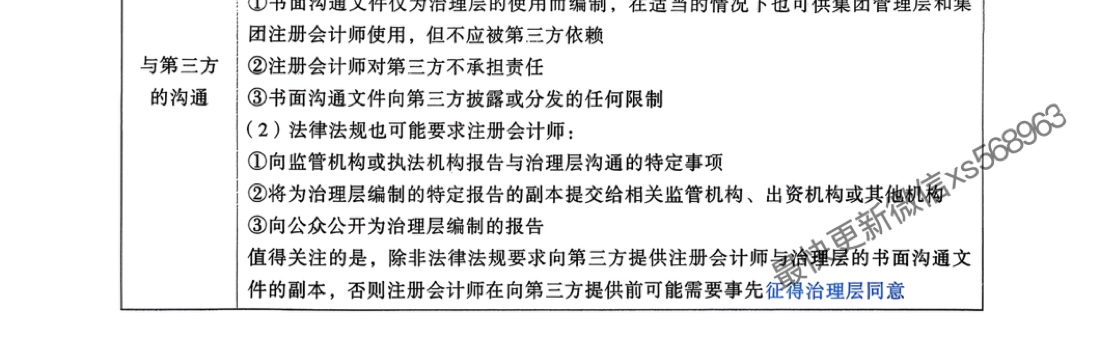 ①书面沟通文件仅为治理层的使用而编制，在适当的情况下也可供集团管理层和集
团注册会计师使用，但不应被第三方依赖
与第三方
的沟通
②注册会计师对第三方不承担责任
③书面沟通文件向第三方披露或分发的任何限制
（2）法律法规也可能要求注册会计师：
①向监管机构或执法机构报告与治理层沟通的特定事项
②将为治理层编制的特定报告的副本提交给相关监管机构、出资机构或其他机构
③向公众公开为治理层编制的报告
值得关注的是，除非法律法规要求向第三方提供注册会计师与治理层的书面沟通文
件的副本，否则注册会计师在向第三方提供前可能需要事先征得治理层同意
最快更新微信xs568963